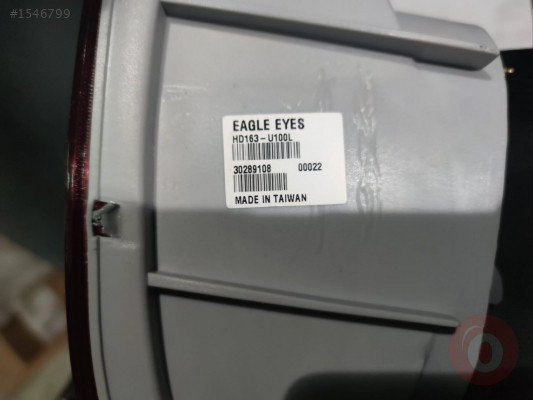 #1546799
EAGLE EYES
HD163-U100L
30289108 00022
MADE IN TAIWAN